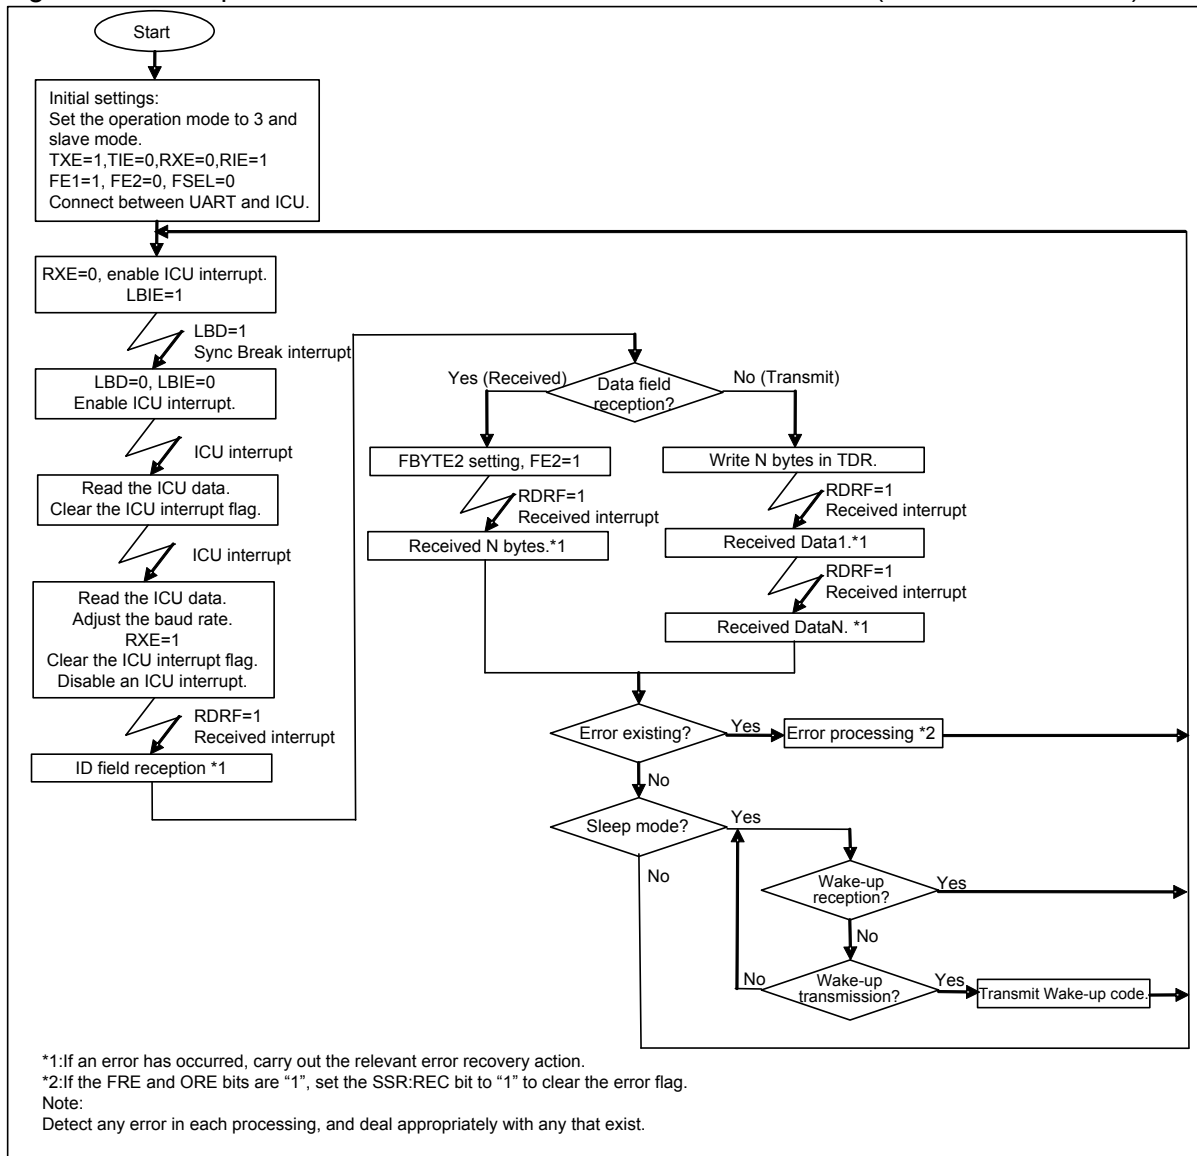 Start
Initial settings:
Set the operation mode to 3 and
slave mode.
TXE=1,TIE=0,RXE=0,RIE=1
FE1=1, FE2=0, FSEL=0
Connect between UART and ICU.
RXE=0, enable ICU interrupt.
LBIE=1
LBD=1
Sync Break interrupt
LBD=0, LBIE=0
Enable ICU interrupt.
ICU interrupt
Read the ICU data.
Clear the ICU interrupt flag.
ICU interrupt
Read the ICU data.
Adjust the baud rate.
RXE=1
Clear the ICU interrupt flag.
Disable an ICU interrupt.
RDRF=1
Received interrupt
ID field reception *1
Data field
reception?
Yes (Received)
No (Transmit)
FBYTE2 setting, FE2=1
RDRF=1
Received interrupt
Received N bytes.*1
Write N bytes in TDR.
RDRF=1
Received interrupt
Received Data1.*1
RDRF=1
Received interrupt
Received DataN. *1
Error existing?
Yes
Error processing *2
No
Sleep mode?
Yes
No
Wake-up
reception?
Yes
No
Wake-up
transmission?
No
Yes
Transmit Wake-up code.
*1:If an error has occurred, carry out the relevant error recovery action.
*2:If the FRE and ORE bits are “1”, set the SSR:REC bit to “1” to clear the error flag.
Note:
Detect any error in each processing, and deal appropriately with any that exist.